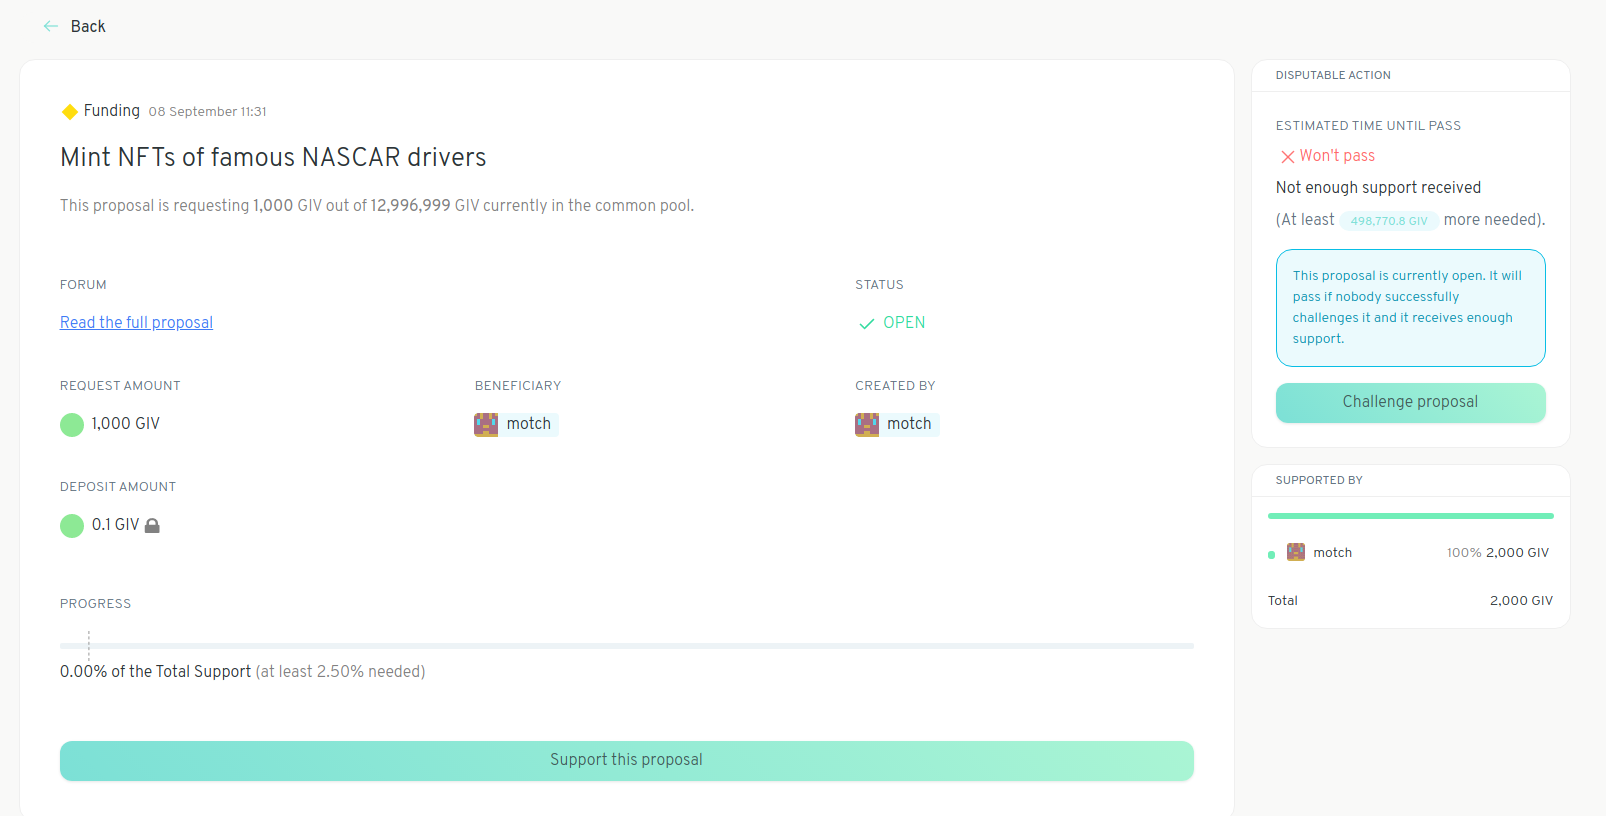 Back
Funding 08 September 11:31
Mint NFTs of famous NASCAR drivers
This proposal is requesting 1,000 GIV out of 12,996,999 GIV currently in the common pool.
FORUM
Read the full proposal
STATUS
OPEN
REQUEST AMOUNT
1,000 GIV
BENEFICIARY
motch
CREATED BY
motch
DEPOSIT AMOUNT
0.1 GIV
PROGRESS
0.00% of the Total Support (at least 2.50% needed)
Support this proposal
DISPUTABLE ACTION
ESTIMATED TIME UNTIL PASS
Won't pass
Not enough support received
(At least 498,770.8 GIV more needed).
This proposal is currently open. It will
pass if nobody successfully
challenges it and it receives enough
support.
Challenge proposal
SUPPORTED BY
motch 100% 2,000 GIV
Total 2,000 GIV